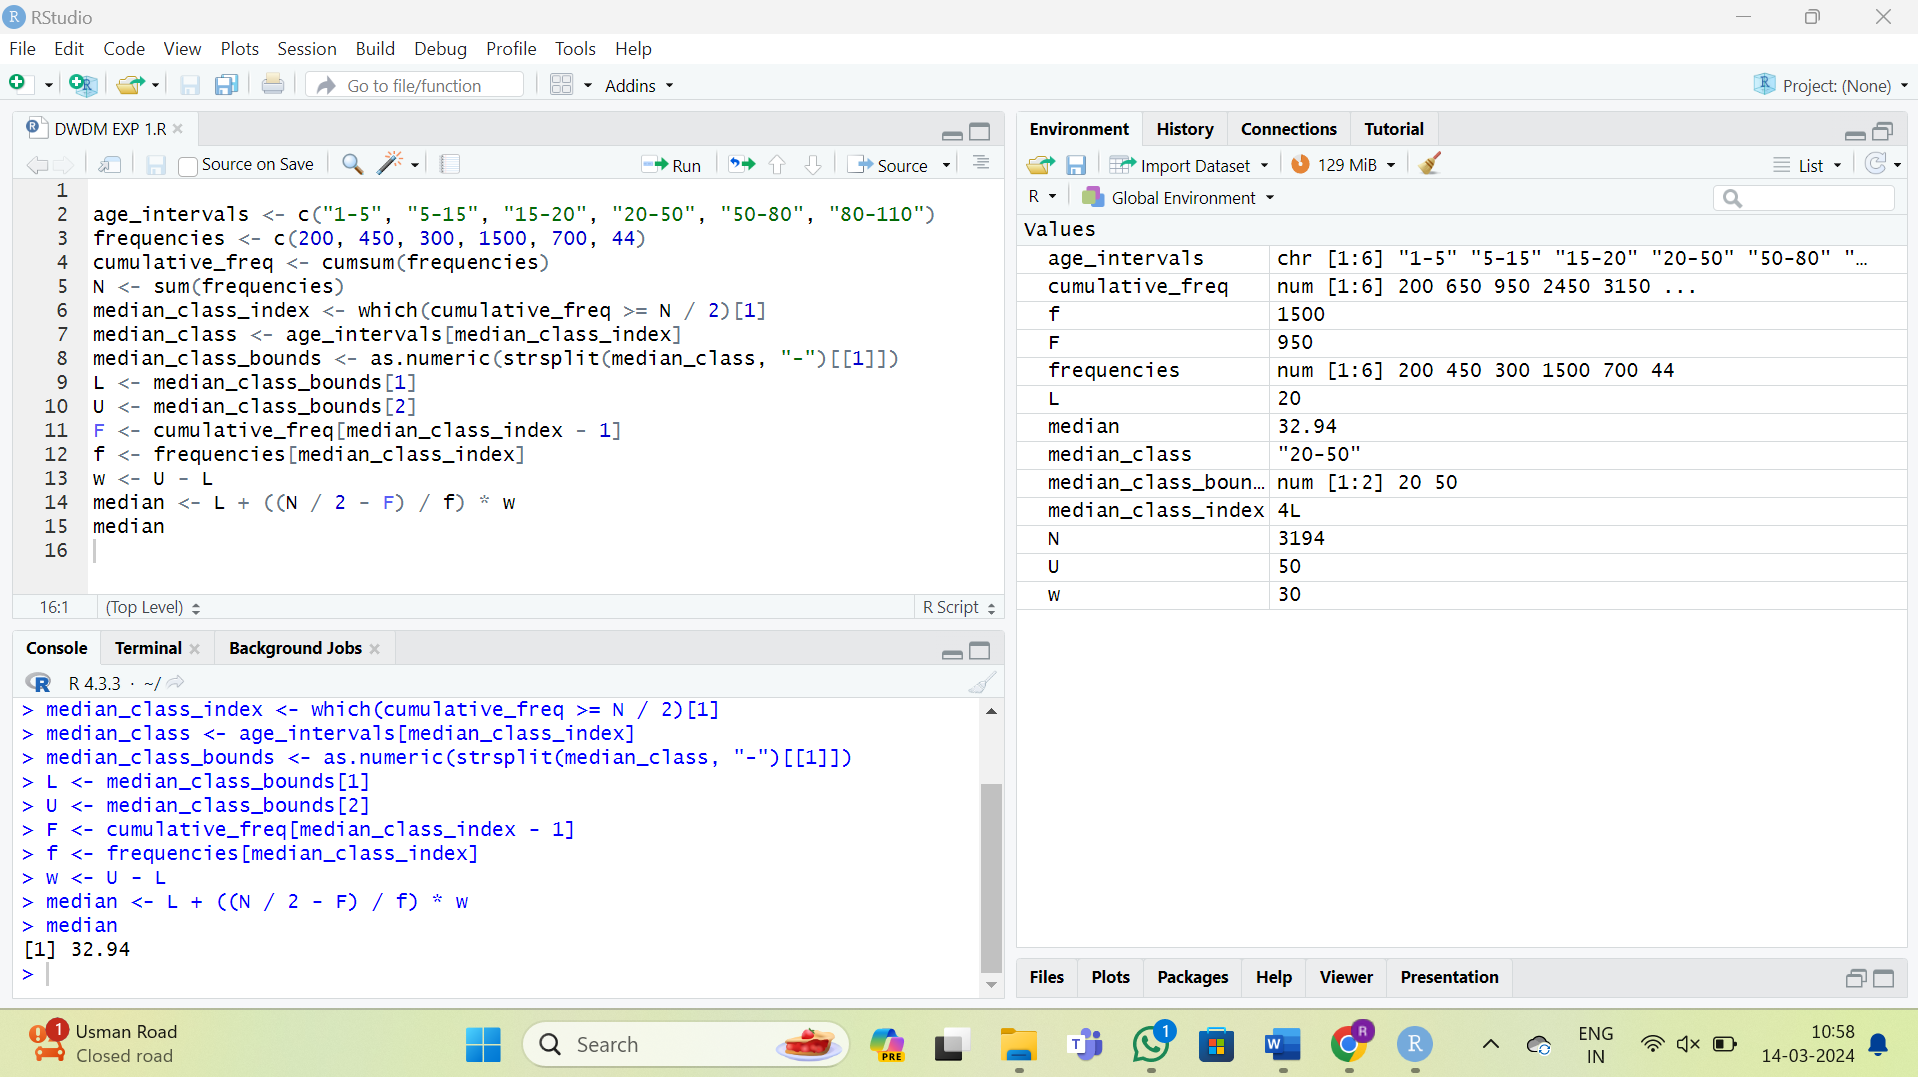 RStudio
File Edit Code View Plots Session Build Debug Profile Tools Help
Go to file/function Addins Project: (None)
DWDM EXP 1.R
Source on Save Run Source
1
2 age_intervals <- c("1-5", "5-15", "15-20", "20-50", "50-80", "80-110")
3 frequencies <- c(200, 450, 300, 1500, 700, 44)
4 cumulative_freq <- cumsum(frequencies)
5 N <- sum(frequencies)
6 median_class_index <- which(cumulative_freq >= N / 2)[1]
7 median_class <- age_intervals[median_class_index]
8 median_class_bounds <- as.numeric(strsplit(median_class, "-")[[1]])
9 L <- median_class_bounds[1]
10 U <- median_class_bounds[2]
11 F <- cumulative_freq[median_class_index - 1]
12 f <- frequencies[median_class_index]
13 w <- U - L
14 median <- L + ((N / 2 - F) / f) * w
15 median
16
16:1 (Top Level) R Script
Console Terminal Background Jobs
R 4.3.3 · ~/
> median_class_index <- which(cumulative_freq >= N / 2)[1]
> median_class <- age_intervals[median_class_index]
> median_class_bounds <- as.numeric(strsplit(median_class, "-")[[1]])
> L <- median_class_bounds[1]
> U <- median_class_bounds[2]
> F <- cumulative_freq[median_class_index - 1]
> f <- frequencies[median_class_index]
> w <- U - L
> median <- L + ((N / 2 - F) / f) * w
> median
[1] 32.94
>
Environment History Connections Tutorial
Import Dataset 129 MiB List
R Global Environment
Values
age_intervals chr [1:6] "1-5" "5-15" "15-20" "20-50" "50-80" "...
cumulative_freq num [1:6] 200 650 950 2450 3150 ...
f 1500
F 950
frequencies num [1:6] 200 450 300 1500 700 44
L 20
median 32.94
median_class "20-50"
median_class_boun... num [1:2] 20 50
median_class_index 4L
N 3194
U 50
w 30
Files Plots Packages Help Viewer Presentation
1 Usman Road
Closed road
Search
PRE
1
R
ENG
IN
10:58
14-03-2024